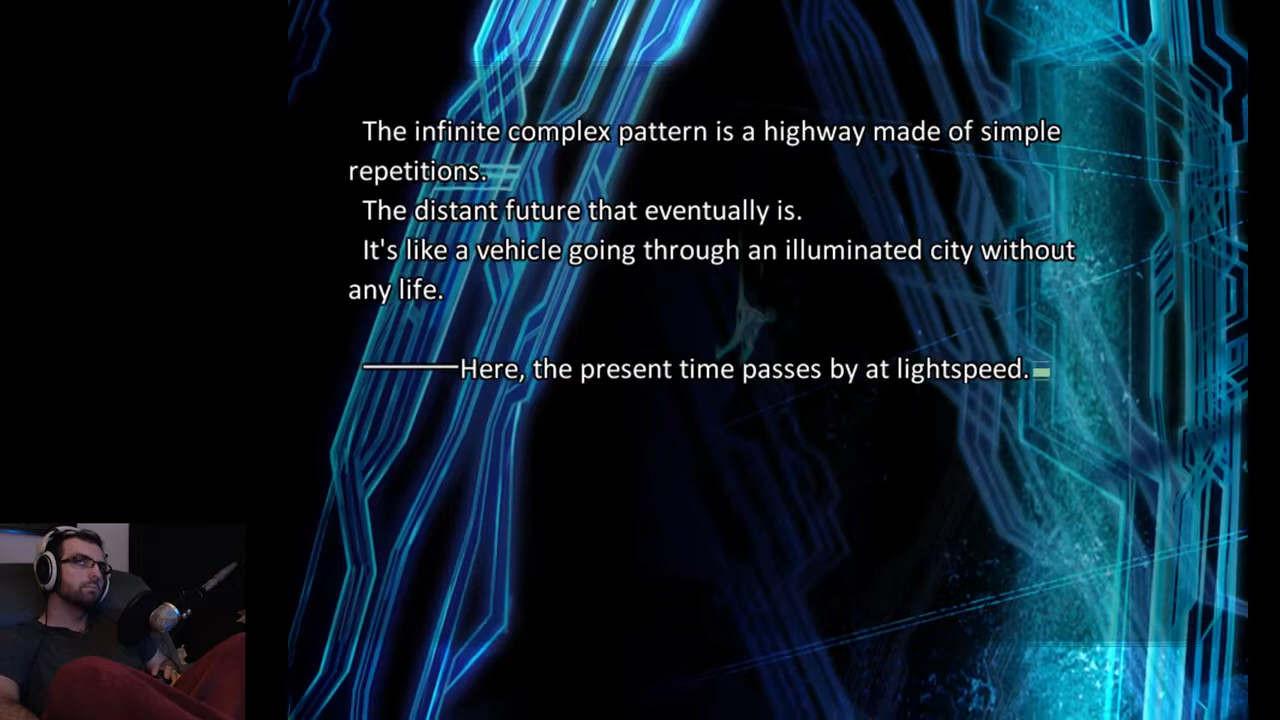 The infinite complex pattern is a highway made of simple
repetitions.
The distant future that eventually is.
It's like a vehicle going through an illuminated city without
any life.
———Here, the present time passes by at lightspeed.